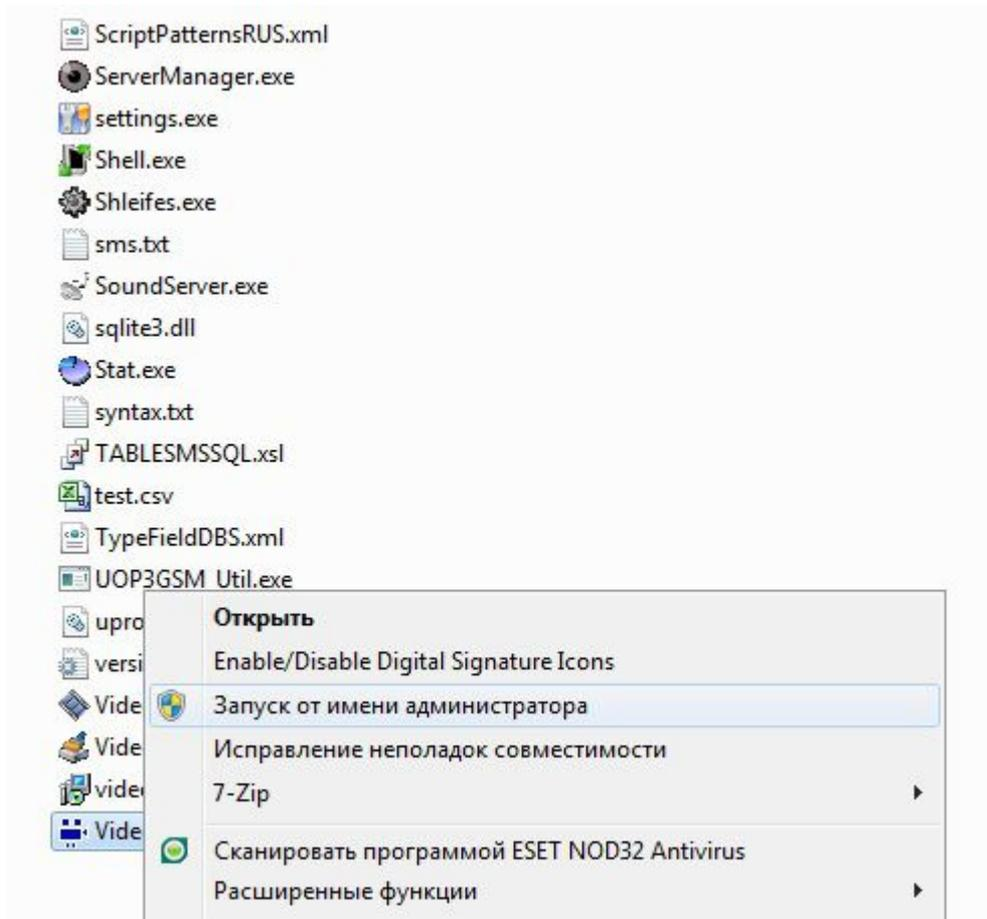 ScriptPatternsRUS.xml
ServerManager.exe
settings.exe
Shell.exe
Shleifes.exe
sms.txt
SoundServer.exe
sqlite3.dll
Stat.exe
syntax.txt
TABLESMSSQL.xsl
test.csv
TypeFieldDBS.xml
UOP3GSM_Util.exe
upro
versi
Vide
Vide
vide
Vide
Открыть
Enable/Disable Digital Signature Icons
Запуск от имени администратора
Исправление неполадок совместимости
7-Zip
Сканировать программой ESET NOD32 Antivirus
Расширенные функции